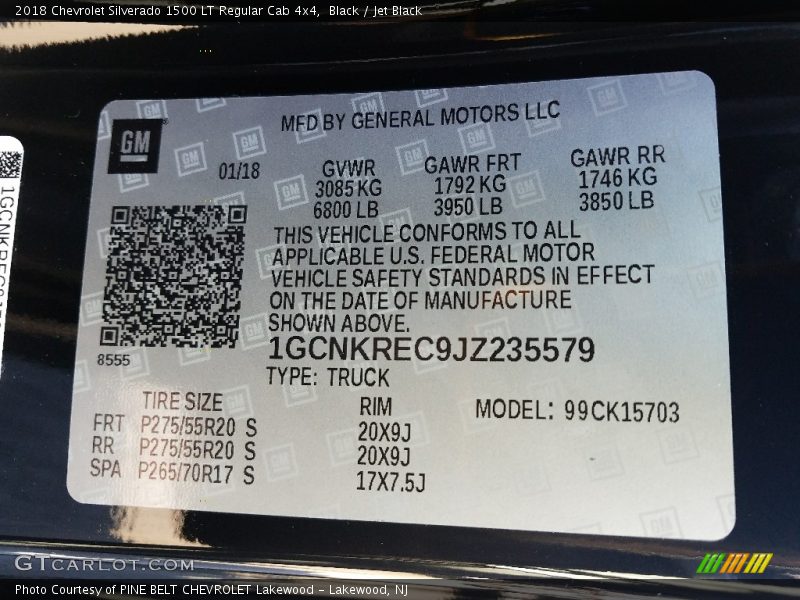 2018 Chevrolet Silverado 1500 LT Regular Cab 4x4, Black / Jet Black
MFD BY GENERAL MOTORS LLC
GM
01/18
GVWR GAWR FRT GAWR RR
3085 KG 1792 KG 1746 KG
6800 LB 3950 LB 3850 LB
THIS VEHICLE CONFORMS TO ALL
APPLICABLE U.S. FEDERAL MOTOR
VEHICLE SAFETY STANDARDS IN EFFECT
ON THE DATE OF MANUFACTURE
SHOWN ABOVE.
8555
1GCNKREC9JZ235579
TYPE: TRUCK
TIRE SIZE RIM MODEL: 99CK15703
FRT P275/55R20 S 20X9J
RR P275/55R20 S 20X9J
SPA P265/70R17 S 17X7.5J
GTCARLOT.COM
Photo Courtesy of PINE BELT CHEVROLET Lakewood - Lakewood, NJ